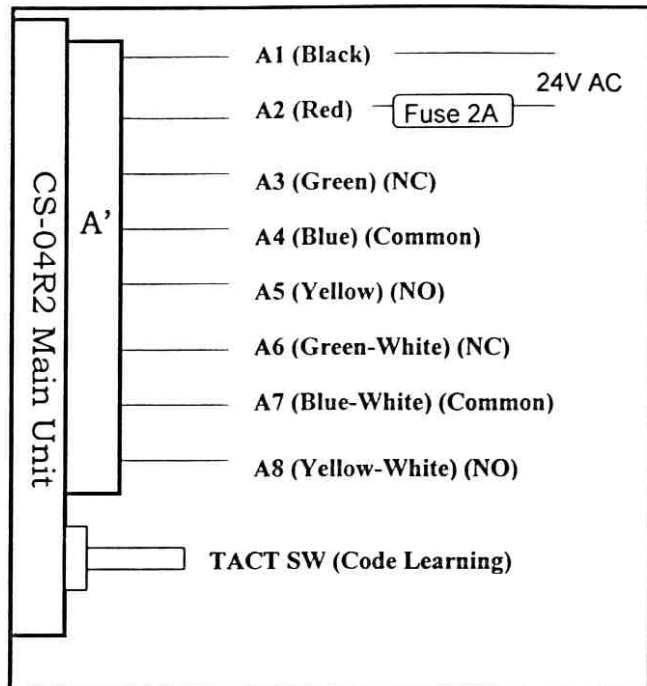 A1 (Black)
24V AC
A2 (Red)
Fuse 2A
A3 (Green) (NC)
A4 (Blue) (Common)
A5 (Yellow) (NO)
A6 (Green-White) (NC)
A7 (Blue-White) (Common)
A8 (Yellow-White) (NO)
A'
CS-04R2 Main Unit
TACT SW (Code Learning)